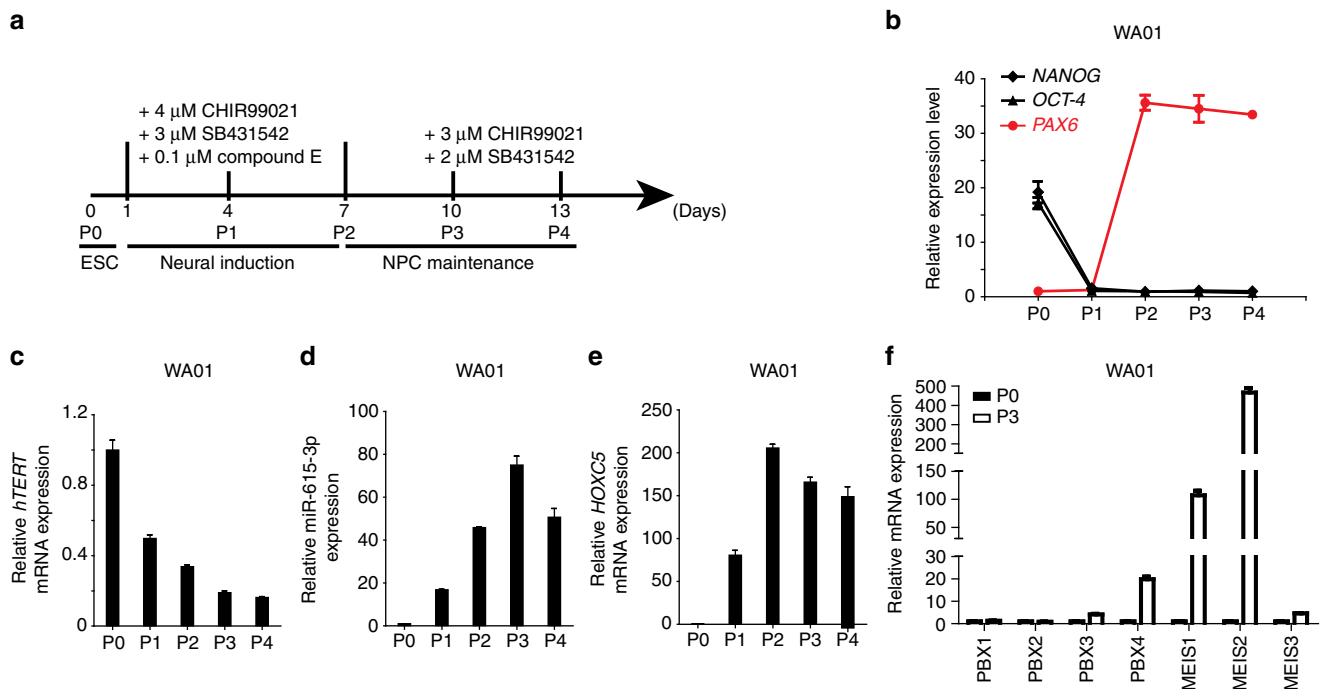 a
+ 4 μM CHIR99021
+ 3 μM SB431542
+ 0.1 μM compound E
+ 3 μM CHIR99021
+ 2 μM SB431542
0 1 4 7 10 13 (Days)
P0 P1 P2 P3 P4
ESC Neural induction NPC maintenance
b
WA01
Relative expression level
40
30
20
10
0
NANOG
OCT-4
PAX6
P0 P1 P2 P3 P4
c
WA01
Relative hTERT
mRNA expression
1.2
0.8
0.4
0
P0 P1 P2 P3 P4
d
WA01
Relative miR-615-3p
expression
100
80
60
40
20
0
P0 P1 P2 P3 P4
e
WA01
Relative HOXC5
mRNA expression
250
200
150
100
50
0
P0 P1 P2 P3 P4
f
WA01
Relative mRNA expression
500
400
300
200
150
100
50
30
20
10
0
P0
P3
PBX1
PBX2
PBX3
PBX4
MEIS1
MEIS2
MEIS3